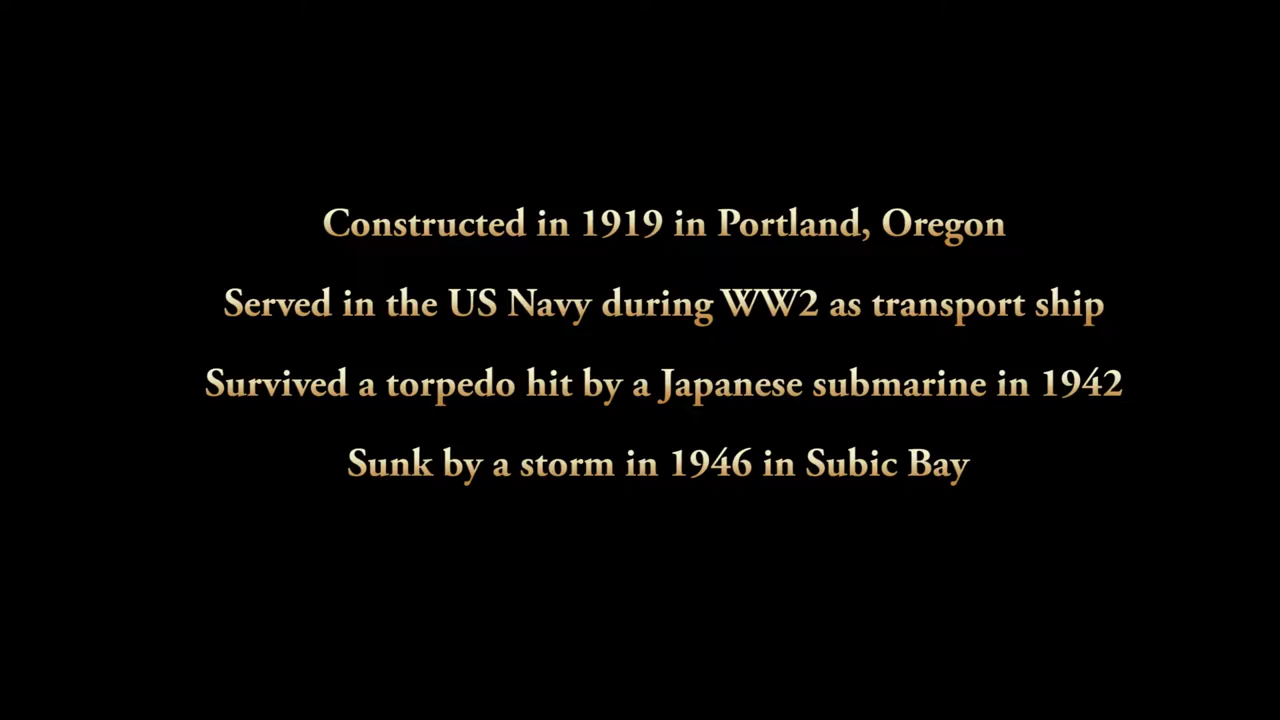 Constructed in 1919 in Portland, Oregon
Served in the US Navy during WW2 as transport ship
Survived a torpedo hit by a Japanese submarine in 1942
Sunk by a storm in 1946 in Subic Bay